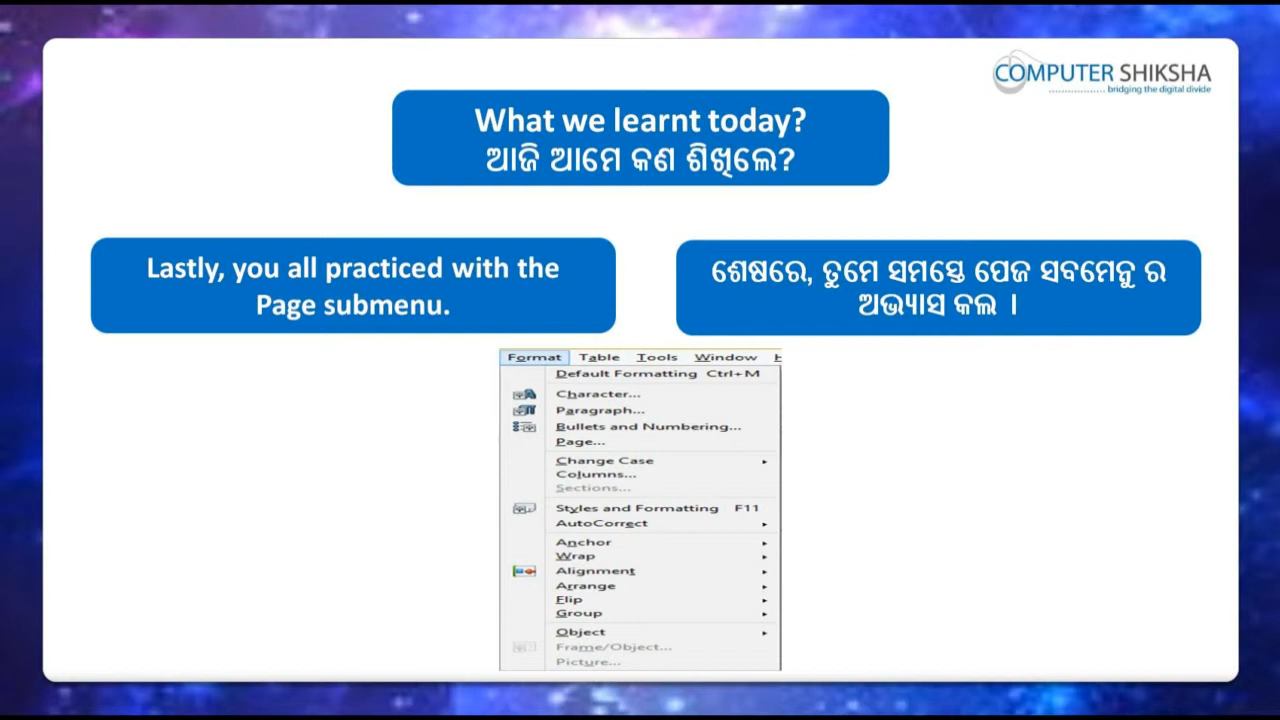 COMPUTER SHIKSHA
bridging the digital divide
What we learnt today?
ଆଜି ଆମେ କଣ ଶିଖିଲେ?
Lastly, you all practiced with the
Page submenu.
ଶେଷରେ, ତୁମେ ସମସ୍ତେ ପେଜ ସବମେନୁ ର
ଅଭ୍ୟାସ କଲ ।
Format Table Tools Window
Default Formatting Ctrl+M
Character...
Paragraph...
Bullets and Numbering...
Page...
Change Case
Columns...
Sections...
Styles and Formatting F11
AutoCorrect
Anchor
Wrap
Alignment
Arrange
Flip
Group
Object
Frame/Object...
Picture...